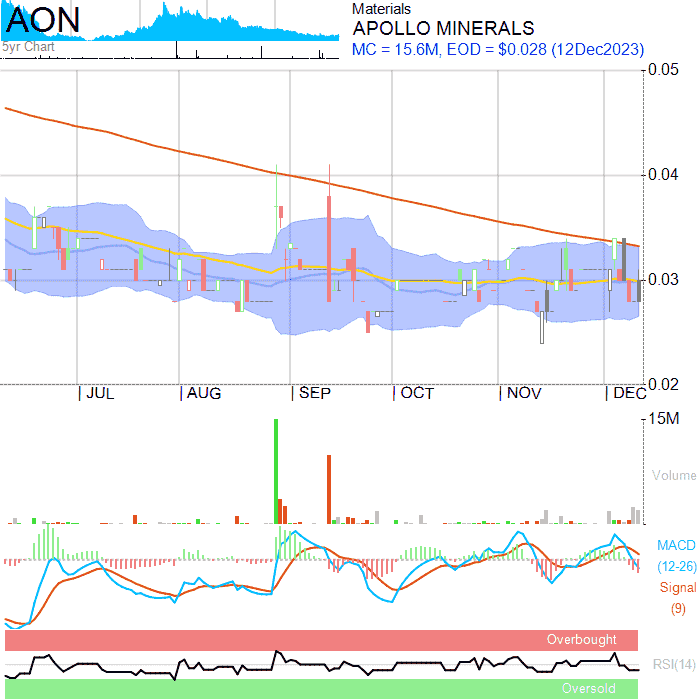 AON
5yr Chart
Materials
APOLLO MINERALS
MC = 15.6M, EOD = $0.028 (12Dec2023)
0.05
0.04
0.03
0.02
JUL AUG SEP OCT NOV DEC
15M
Volume
MACD
(12-26)
Signal
(9)
Overbought
RSI(14)
Oversold